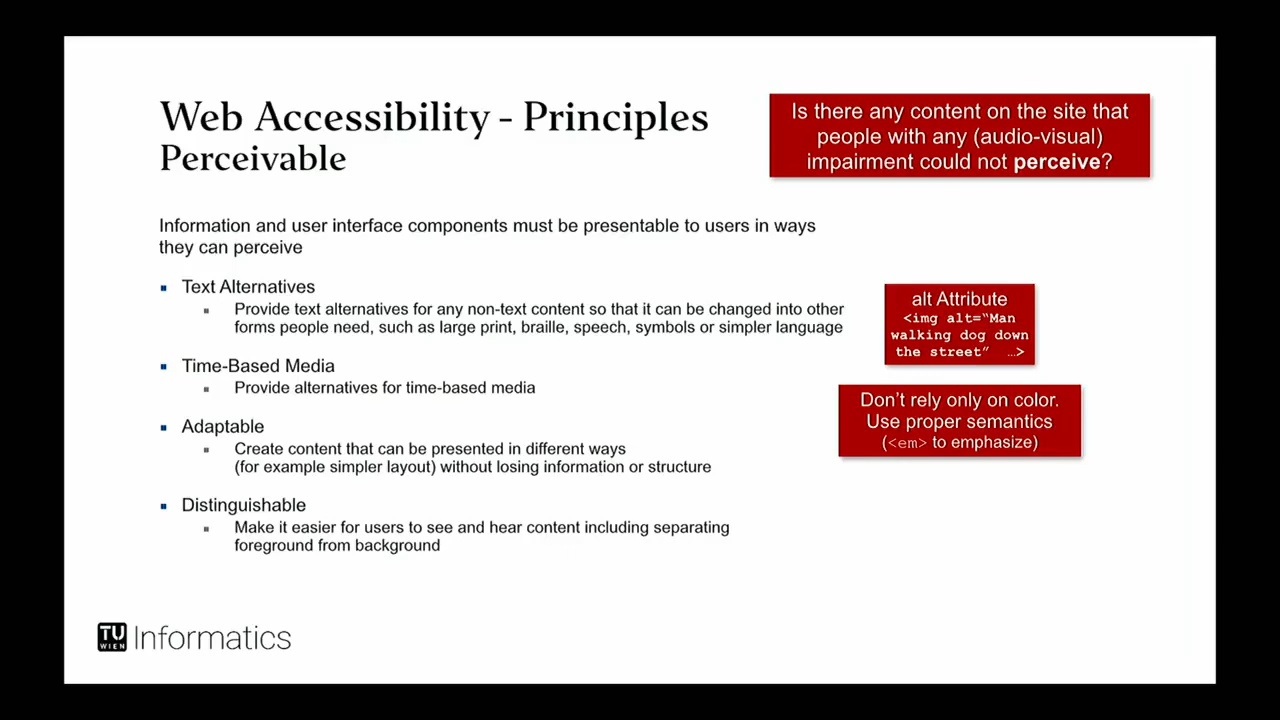 Web Accessibility - Principles
Perceivable
Is there any content on the site that
people with any (audio-visual)
impairment could not perceive?
Information and user interface components must be presentable to users in ways
they can perceive
Text Alternatives
Provide text alternatives for any non-text content so that it can be changed into other
forms people need, such as large print, braille, speech, symbols or simpler language
alt Attribute
<img alt=“Man
walking dog down
the street” …>
Time-Based Media
Provide alternatives for time-based media
Don’t rely only on color.
Use proper semantics
(<em> to emphasize)
Adaptable
Create content that can be presented in different ways
(for example simpler layout) without losing information or structure
Distinguishable
Make it easier for users to see and hear content including separating
foreground from background
TU
WIEN
Informatics